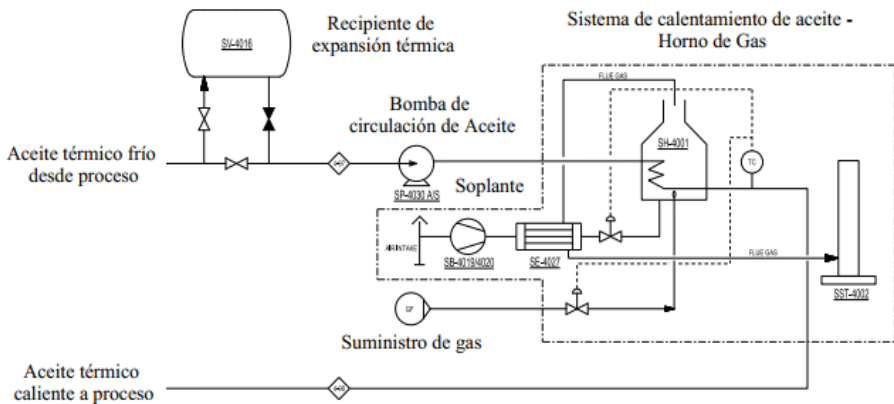 Recipiente de
expansión térmica
Sistema de calentamiento de aceite -
Horno de Gas
SV-4016
FLUE GAS
Bomba de
circulación de Aceite
SH-4001
Aceite térmico frío
desde proceso
TC
SP-4030 A/S
Soplante
AIR INTAKE
FLUE GAS
SB-4019/4020
SE-4027
SST-4002
GF
Suministro de gas
Aceite térmico
caliente a proceso